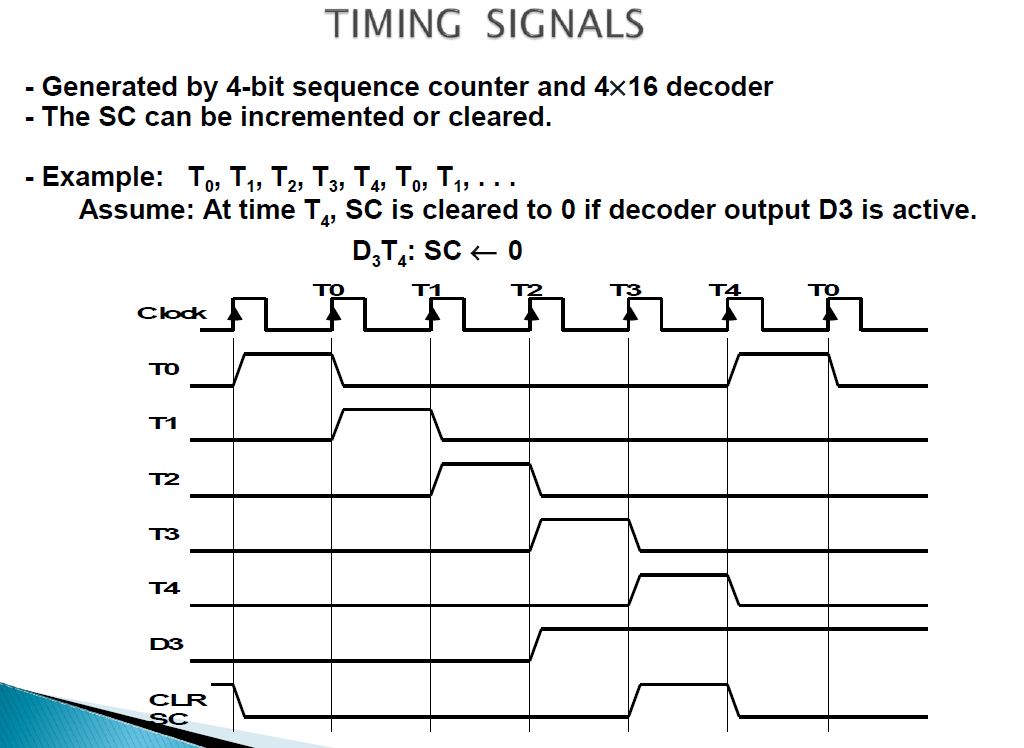 TIMING SIGNALS
- Generated by 4-bit sequence counter and 4×16 decoder
- The SC can be incremented or cleared.
- Example: T₀, T₁, T₂, T₃, T₄, T₀, T₁, . . .
Assume: At time T₄, SC is cleared to 0 if decoder output D3 is active.
D₃T₄: SC ← 0
T0 T1 T2 T3 T4 T0
Clock
T0
T1
T2
T3
T4
D3
CLR
SC